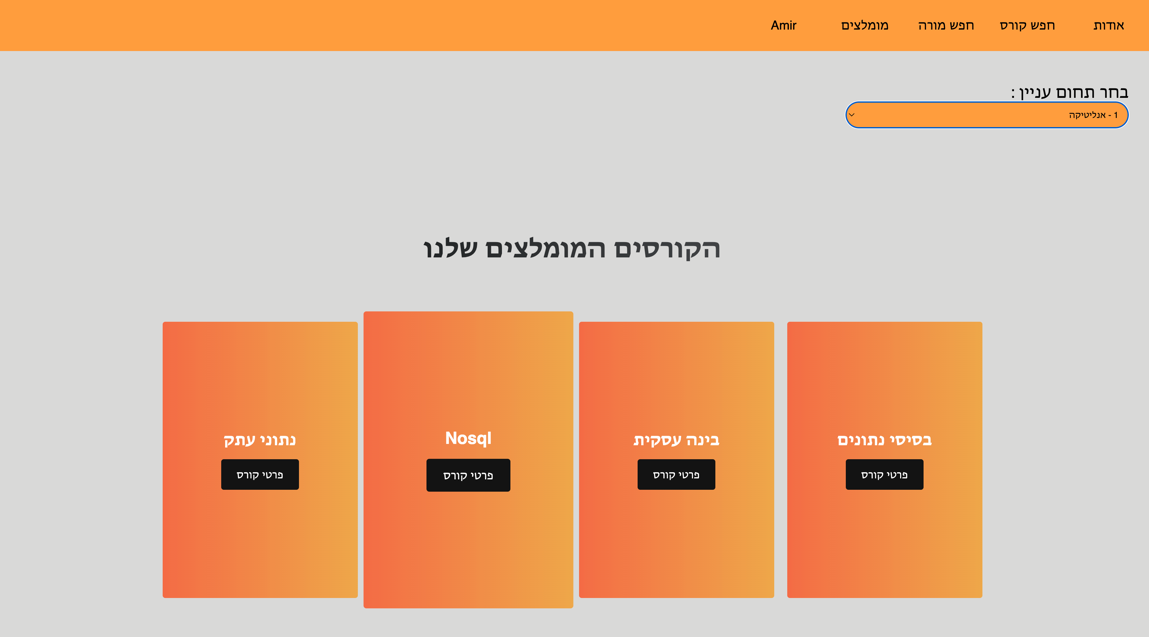 אודות
חפש קורס
חפש מורה
מומלצים
Amir
בחר תחום עניין :
1 - אנליטיקה
הקורסים המומלצים שלנו
בסיסי נתונים
פרטי קורס
בינה עסקית
פרטי קורס
Nosql
פרטי קורס
נתוני עתק
פרטי קורס